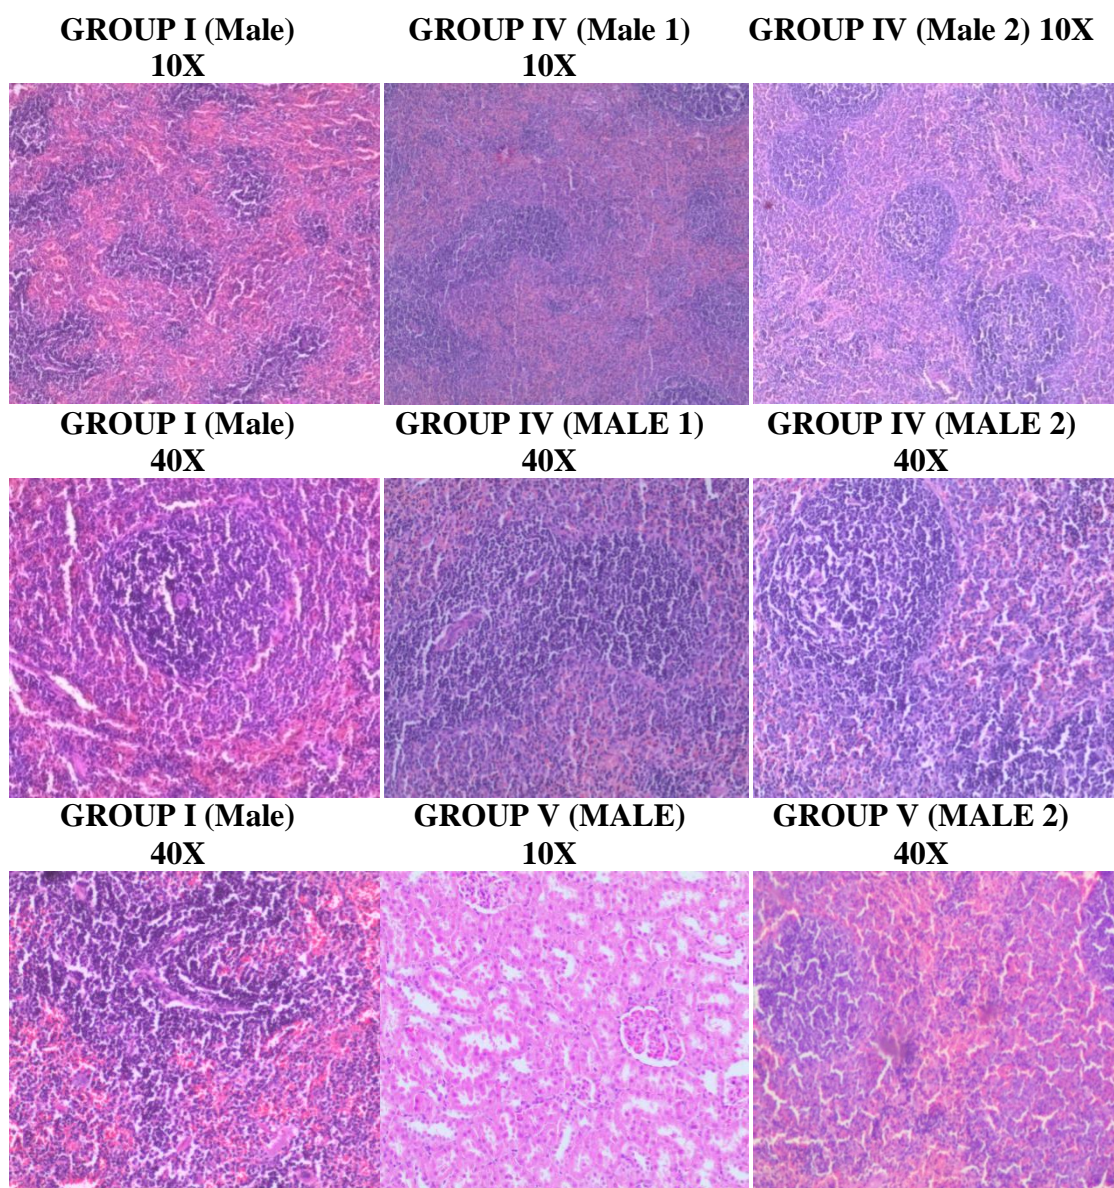 GROUP I (Male)
10X
GROUP IV (Male 1)
10X
GROUP IV (Male 2) 10X
GROUP I (Male)
40X
GROUP IV (MALE 1)
40X
GROUP IV (MALE 2)
40X
GROUP I (Male)
40X
GROUP V (MALE)
10X
GROUP V (MALE 2)
40X